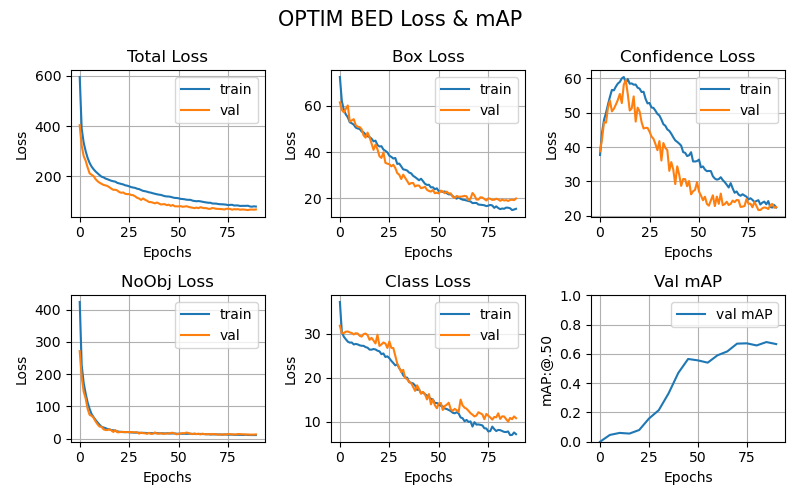 OPTIM BED Loss & mAP
Total Loss
Loss
600
400
200
0
25
50
75
Epochs
train
val
Box Loss
Loss
60
40
20
0
25
50
75
Epochs
train
val
Confidence Loss
Loss
60
50
40
30
20
0
25
50
75
Epochs
train
val
NoObj Loss
Loss
400
300
200
100
0
0
25
50
75
Epochs
train
val
Class Loss
Loss
30
20
10
0
25
50
75
Epochs
train
val
Val mAP
mAP:@.50
1.0
0.8
0.6
0.4
0.2
0.0
0
25
50
75
Epochs
val mAP